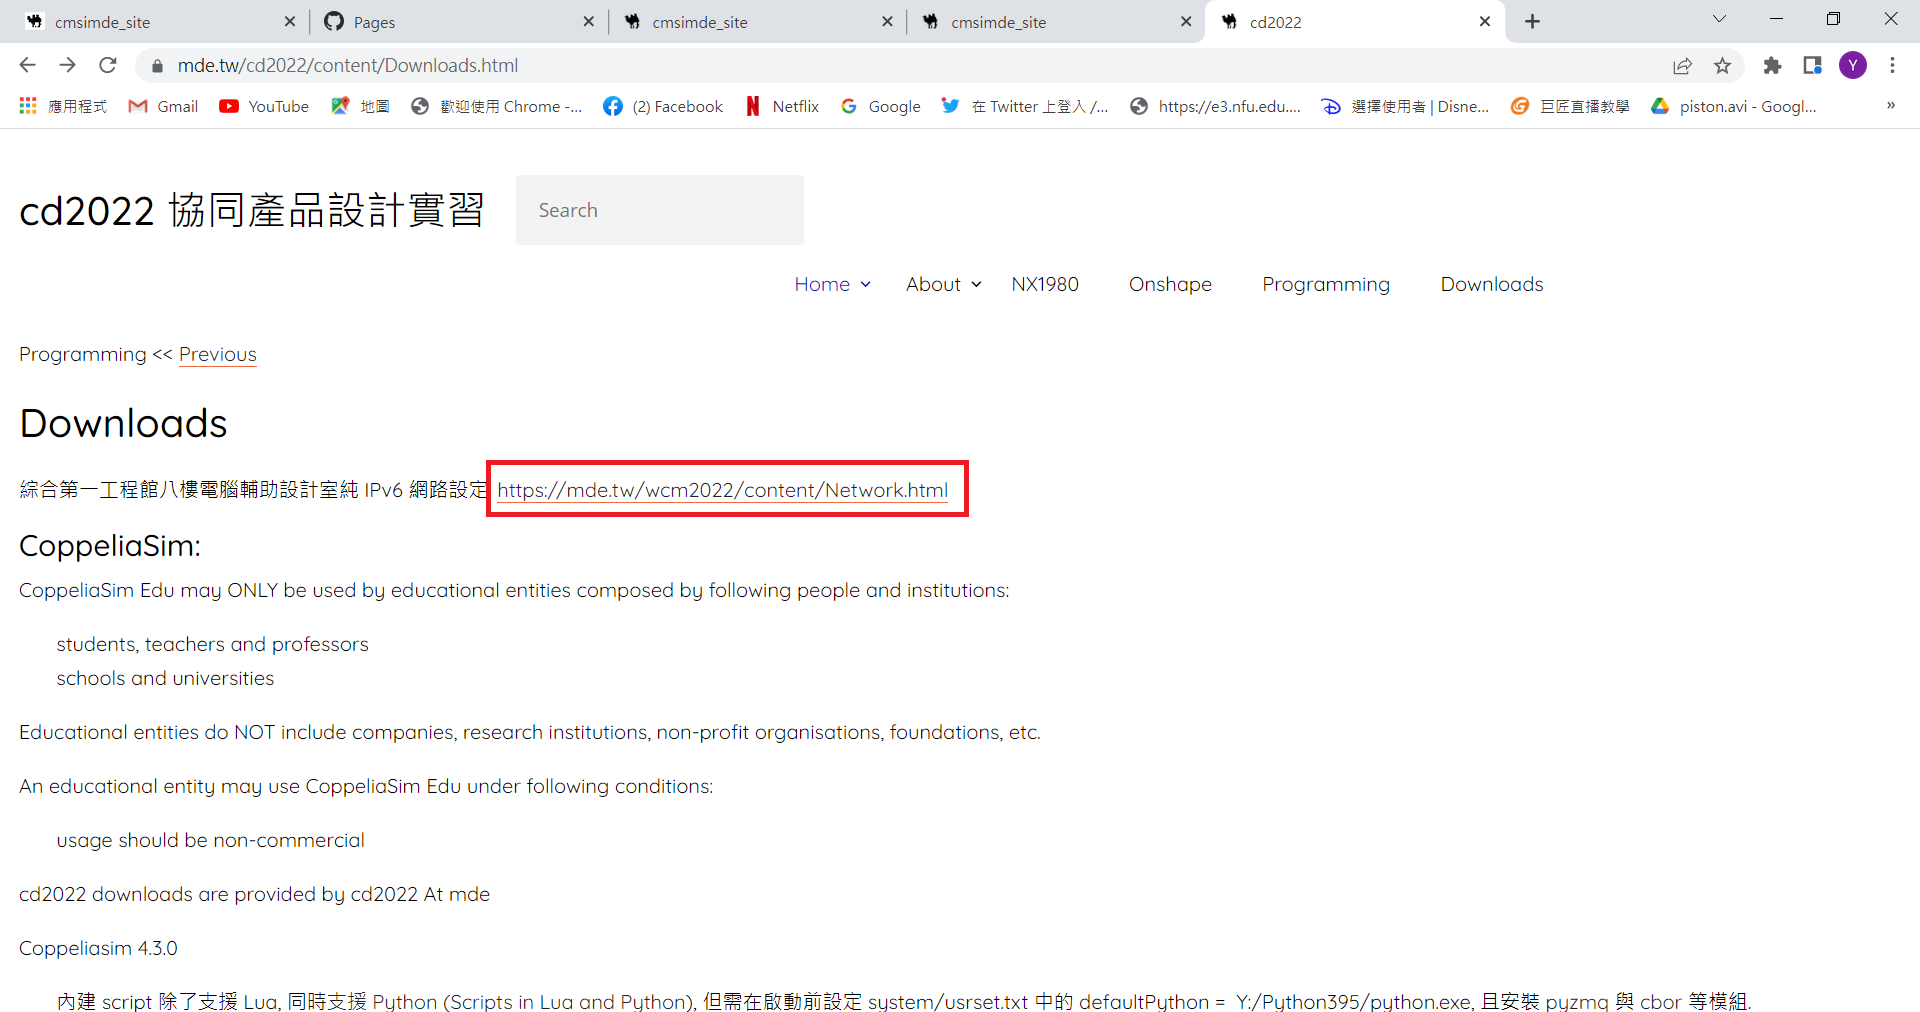 cmsimde_site
Pages
cmsimde_site
cmsimde_site
cd2022
mde.tw/cd2022/content/Downloads.html
Y
應用程式
Gmail
YouTube
地圖
歡迎使用 Chrome -...
(2) Facebook
Netflix
Google
在 Twitter 上登入 /...
https://e3.nfu.edu....
選擇使用者 | Disne...
巨匠直播教學
piston.avi - Googl...
»
cd2022 協同產品設計實習
Search
Home
About
NX1980
Onshape
Programming
Downloads
Programming << Previous
Downloads
綜合第一工程館八樓電腦輔助設計室純 IPv6 網路設定 https://mde.tw/wcm2022/content/Network.html
CoppeliaSim:
CoppeliaSim Edu may ONLY be used by educational entities composed by following people and institutions:
students, teachers and professors
schools and universities
Educational entities do NOT include companies, research institutions, non-profit organisations, foundations, etc.
An educational entity may use CoppeliaSim Edu under following conditions:
usage should be non-commercial
cd2022 downloads are provided by cd2022 At mde
Coppeliasim 4.3.0
內建 script 除了支援 Lua, 同時支援 Python (Scripts in Lua and Python), 但需在啟動前設定 system/usrset.txt 中的 defaultPython = Y:/Python395/python.exe, 且安裝 pyzmq 與 cbor 等模組.